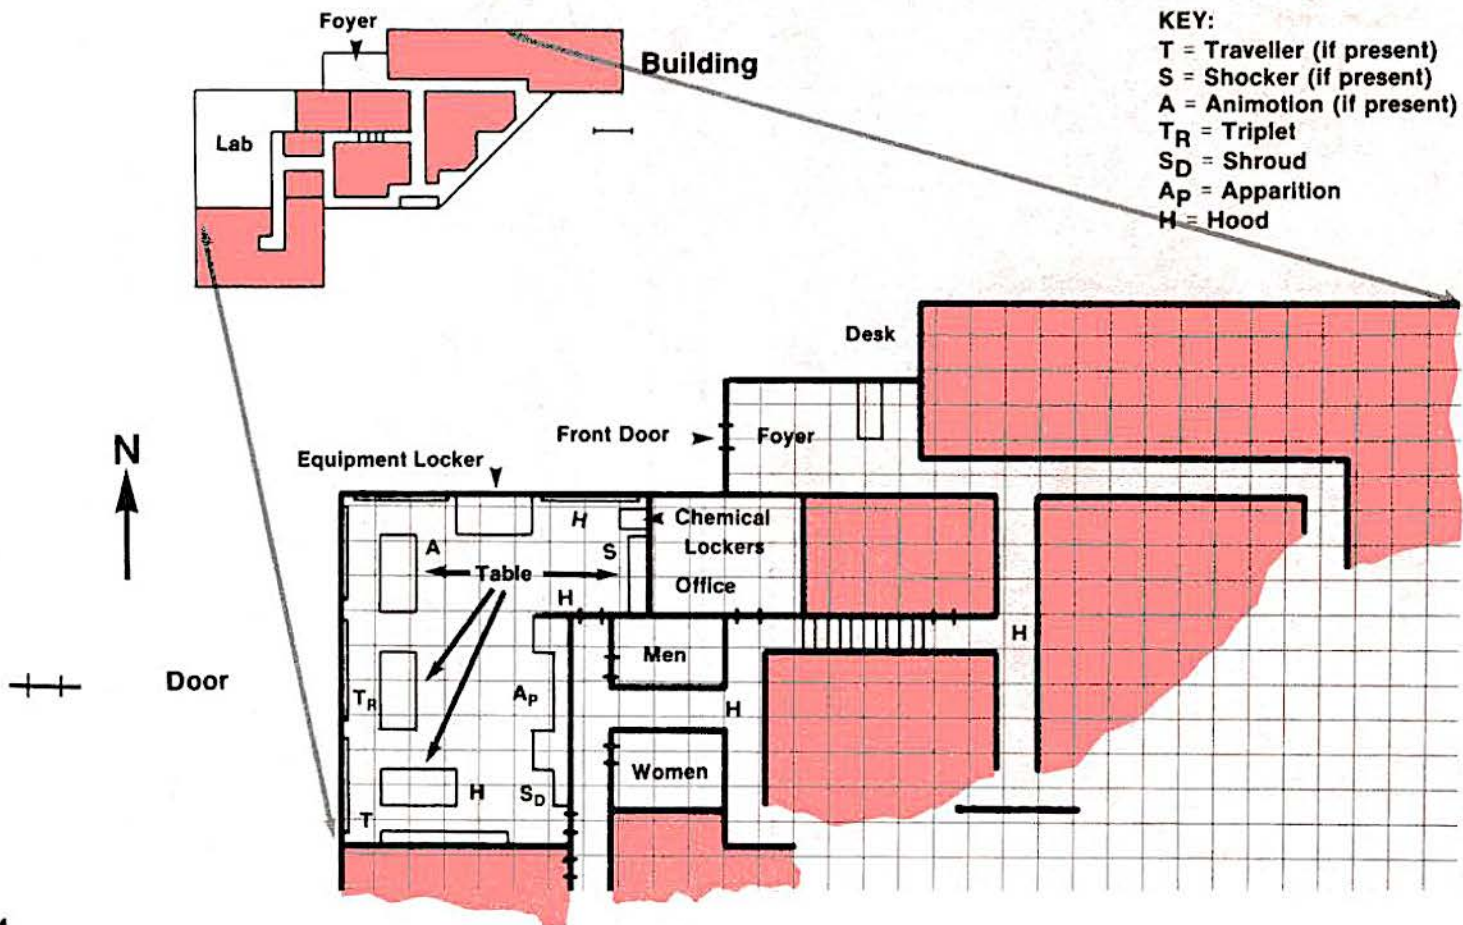 Foyer
Building
Lab
KEY:
T = Traveller (if present)
S = Shocker (if present)
A = Animotion (if present)
TR = Triplet
SD = Shroud
AP = Apparition
H = Hood
Desk
Front Door
Foyer
N
Equipment Locker
H
Chemical
Lockers
A
S
Table
Office
H
H
Men
Door
TR
AP
H
Women
H
SD
T